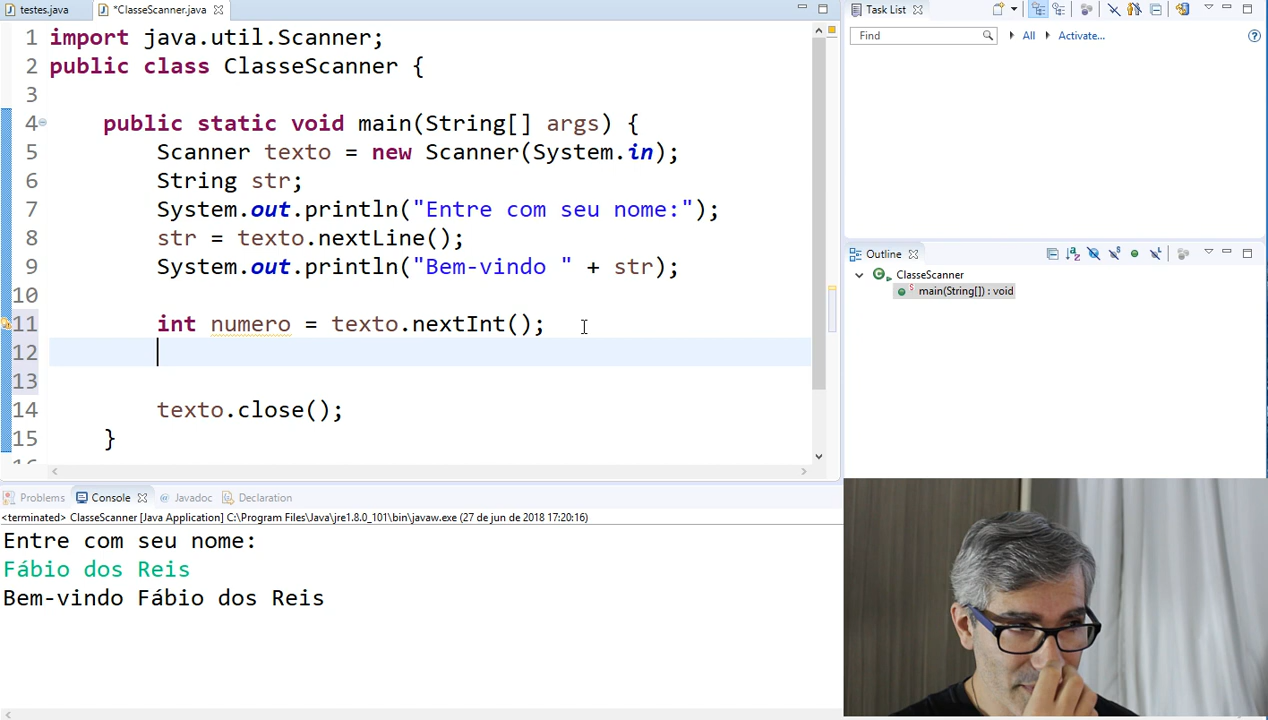 testes.java *ClasseScanner.java
1 import java.util.Scanner;
2 public class ClasseScanner {
3
4 public static void main(String[] args) {
5 Scanner texto = new Scanner(System.in);
6 String str;
7 System.out.println("Entre com seu nome:");
8 str = texto.nextLine();
9 System.out.println("Bem-vindo " + str);
10
11 int numero = texto.nextInt();
12
13
14 texto.close();
15 }
Problems Console Javadoc Declaration
<terminated> ClasseScanner [Java Application] C:\Program Files\Java\jre1.8.0_101\bin\javaw.exe (27 de jun de 2018 17:20:16)
Entre com seu nome:
Fábio dos Reis
Bem-vindo Fábio dos Reis
Task List
Find All Activate...
Outline
ClasseScanner
main(String[]) : void